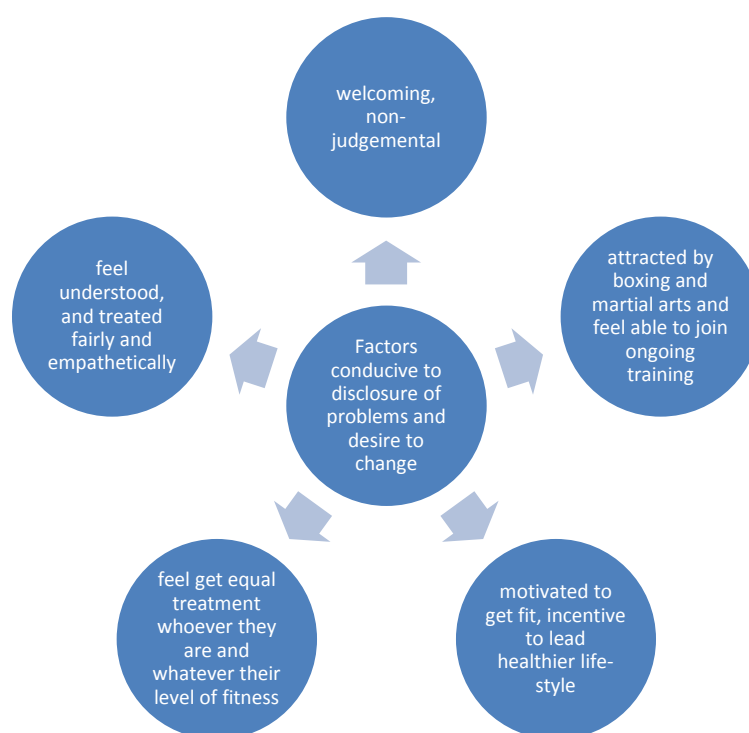 welcoming,
non-
judgemental
attracted by
boxing and
martial arts and
feel able to join
ongoing
training
feel
understood,
and treated
fairly and
empathetically
Factors
conducive to
disclosure of
problems and
desire to
change
feel get equal
treatment
whoever they
are and
whatever their
level of fitness
motivated to
get fit, incentive
to lead
healthier life-
style